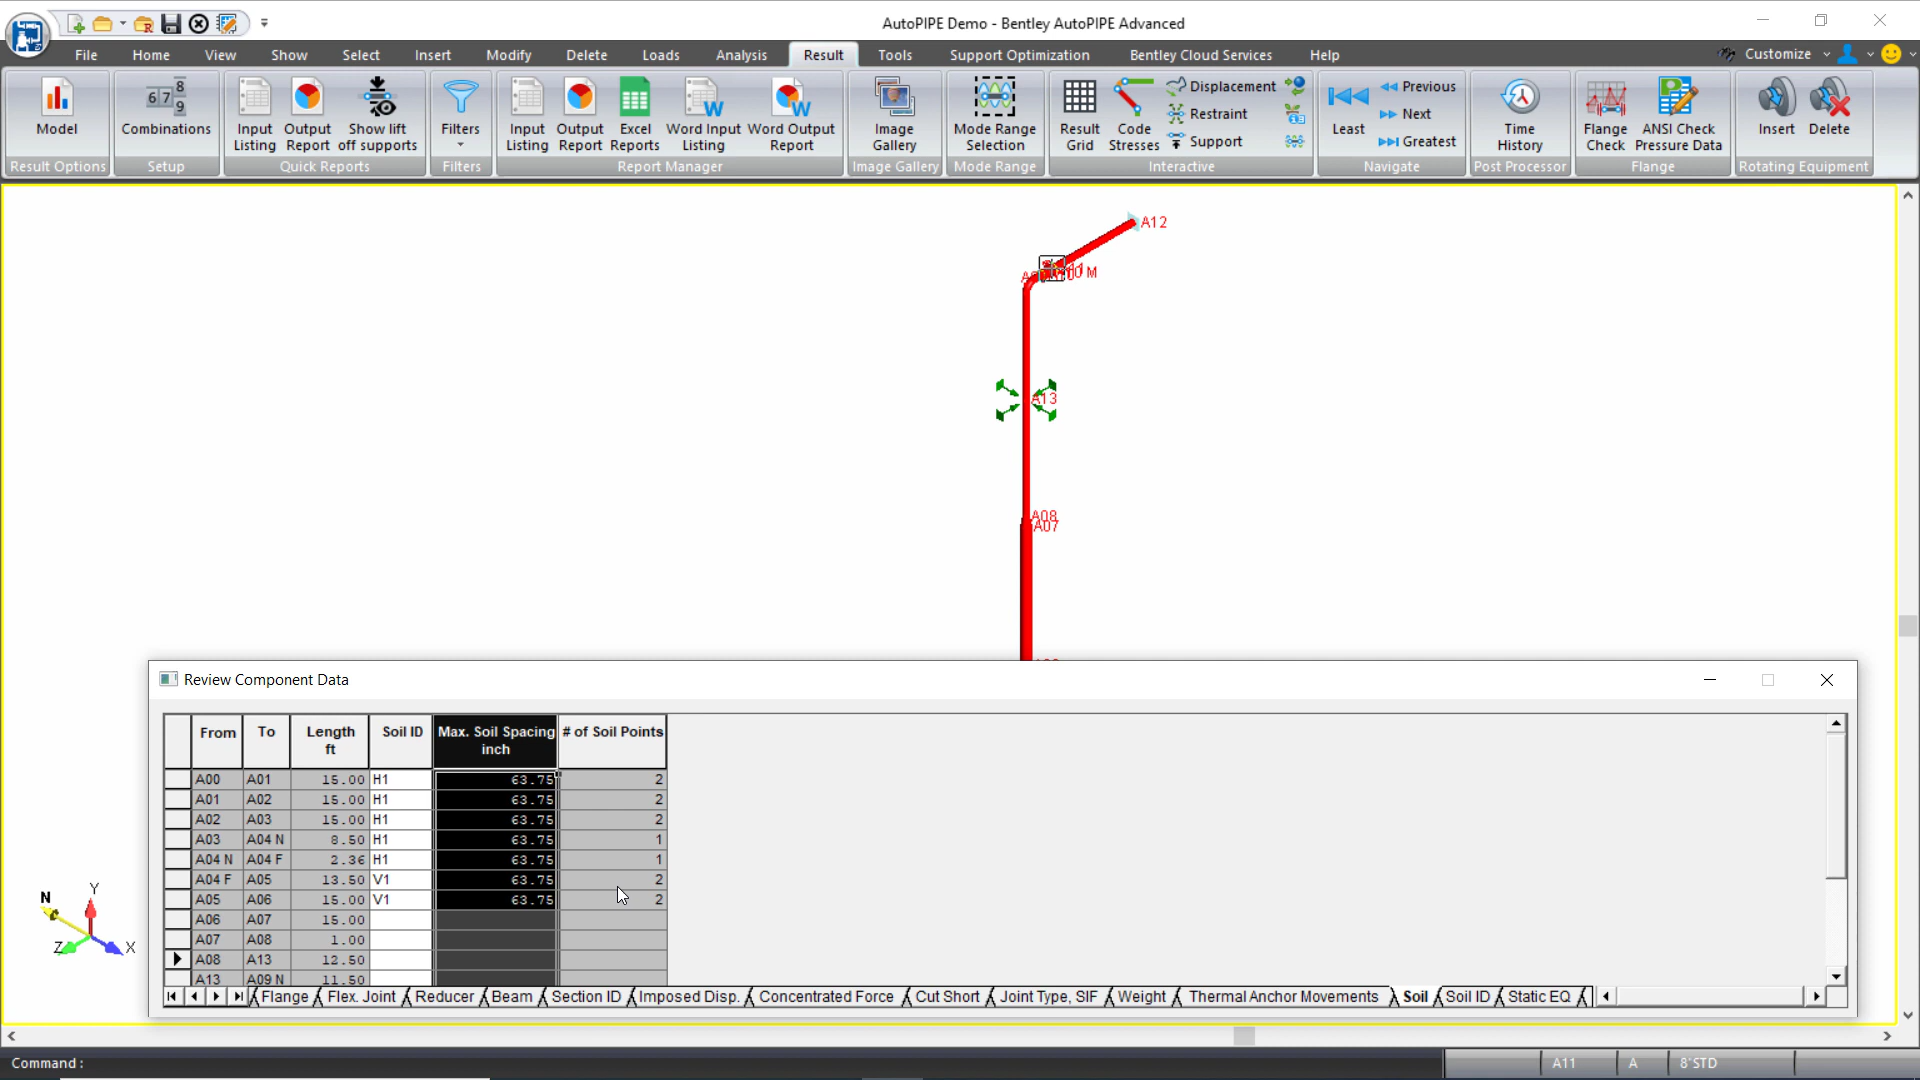 AutoPIPE Demo - Bentley AutoPIPE Advanced
File Home View Show Select Insert Modify Delete Loads Analysis Result Tools Support Optimization Bentley Cloud Services Help Customize
Model
Result Options
Combinations
Setup
Input Listing
Output Report
Show lift off supports
Quick Reports
Filters
Filters
Input Listing
Output Report
Excel Reports
Word Input Listing
Word Output Report
Report Manager
Image Gallery
Image Gallery
Mode Range Selection
Mode Range
Result Grid
Code Stresses
Displacement
Restraint
Support
Interactive
Least
Previous
Next
Greatest
Navigate
Time History
Post Processor
Flange Check
ANSI Check Pressure Data
Flange
Insert
Delete
Rotating Equipment
A12
A13
A08
A07
N
Y
Z
X
Review Component Data
From To Length ft Soil ID Max. Soil Spacing inch # of Soil Points
A00 A01 15.00 H1 63.75 2
A01 A02 15.00 H1 63.75 2
A02 A03 15.00 H1 63.75 2
A03 A04 N 8.50 H1 63.75 1
A04 N A04 F 2.36 H1 63.75 1
A04 F A05 13.50 V1 63.75 2
A05 A06 15.00 V1 63.75 2
A06 A07 15.00
A07 A08 1.00
A08 A13 12.50
A13 A09 N 11.50
Flange Flex. Joint Reducer Beam Section ID Imposed Disp. Concentrated Force Cut Short Joint Type, SIF Weight Thermal Anchor Movements Soil Soil ID Static EQ
Command: A11 A 8"STD